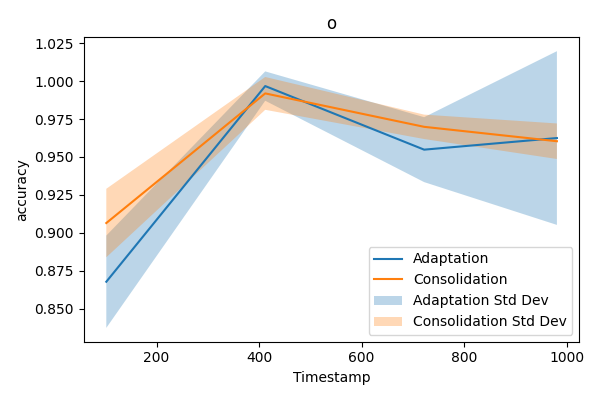 o
1.025
1.000
0.975
0.950
0.925
0.900
0.875
0.850
accuracy
200
400
600
800
1000
Timestamp
Adaptation
Consolidation
Adaptation Std Dev
Consolidation Std Dev